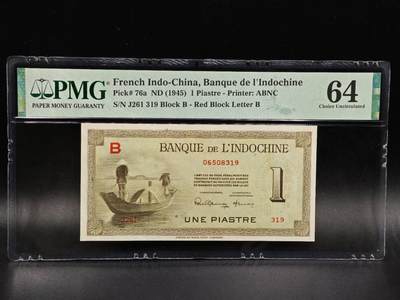 PMG
PAPER MONEY GUARANTY
French Indo-China, Banque de l'Indochine
Pick# 76a ND (1945) 1 Piastre - Printer: ABNC
S/N J261 319 Block B - Red Block Letter B
64
Choice Uncirculated
B
BANQUE DE L'INDOCHINE
06508319
1
319
UNE PIASTRE